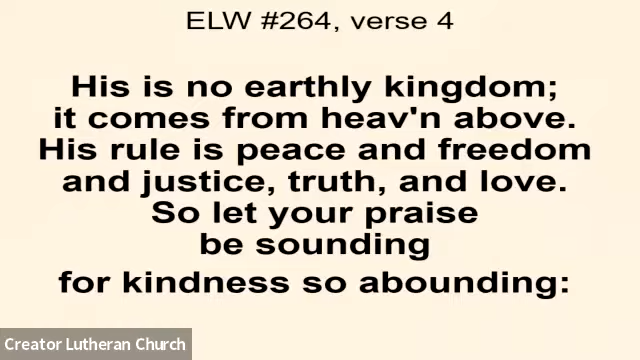 ELW #264, verse 4
His is no earthly kingdom;
it comes from heav'n above.
His rule is peace and freedom
and justice, truth, and love.
So let your praise
be sounding
for kindness so abounding:
Creator Lutheran Church